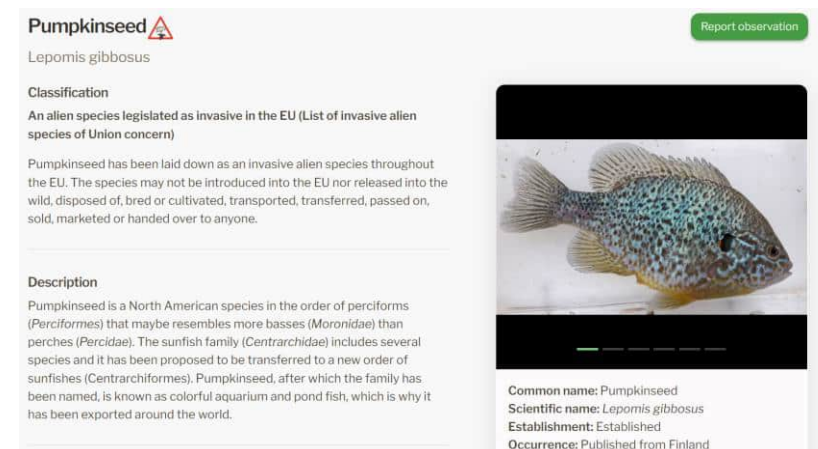 Pumpkinseed
Report observation
Lepomis gibbosus
Classification
An alien species legislated as invasive in the EU (List of invasive alien
species of Union concern)
Pumpkinseed has been laid down as an invasive alien species throughout
the EU. The species may not be introduced into the EU nor released into the
wild, disposed of, bred or cultivated, transported, transferred, passed on,
sold, marketed or handed over to anyone.
Description
Pumpkinseed is a North American species in the order of perciforms
(Perciformes) that maybe resembles more basses (Moronidae) than
perches (Percidae). The sunfish family (Centrarchidae) includes several
species and it has been proposed to be transferred to a new order of
sunfishes (Centrarchiformes). Pumpkinseed, after which the family has
been named, is known as colorful aquarium and pond fish, which is why it
has been exported around the world.
Common name: Pumpkinseed
Scientific name: Lepomis gibbosus
Establishment: Established
Occurrence: Published from Finland